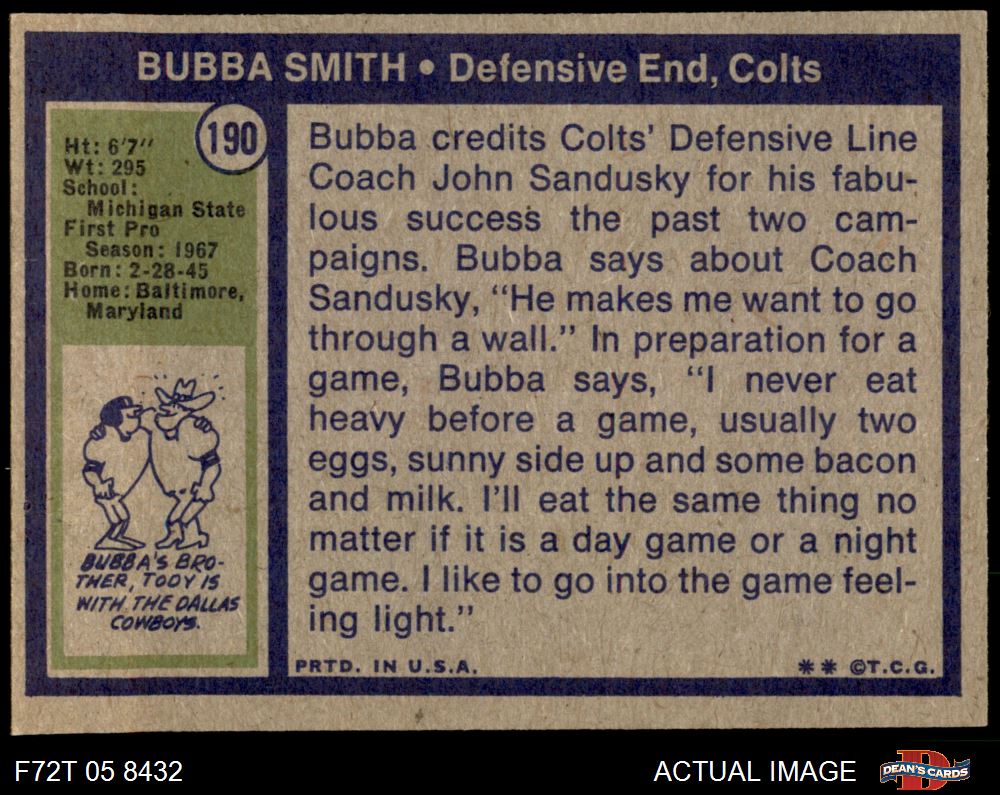 BUBBA SMITH • Defensive End, Colts
190
Ht: 6'7"
Wt: 295
School:
Michigan State
First Pro
Season: 1967
Born: 2-28-45
Home: Baltimore,
Maryland
BUBBA'S BRO-
THER, TODY IS
WITH THE DALLAS
COWBOYS.
Bubba credits Colts' Defensive Line
Coach John Sandusky for his fabu-
lous success the past two cam-
paigns. Bubba says about Coach
Sandusky, “He makes me want to go
through a wall.” In preparation for a
game, Bubba says, “I never eat
heavy before a game, usually two
eggs, sunny side up and some bacon
and milk. I'll eat the same thing no
matter if it is a day game or a night
game. I like to go into the game feel-
ing light.”
PRTD. IN U.S.A.
** ©T.C.G.
F72T 05 8432
ACTUAL IMAGE
D
DEAN'S CARDS